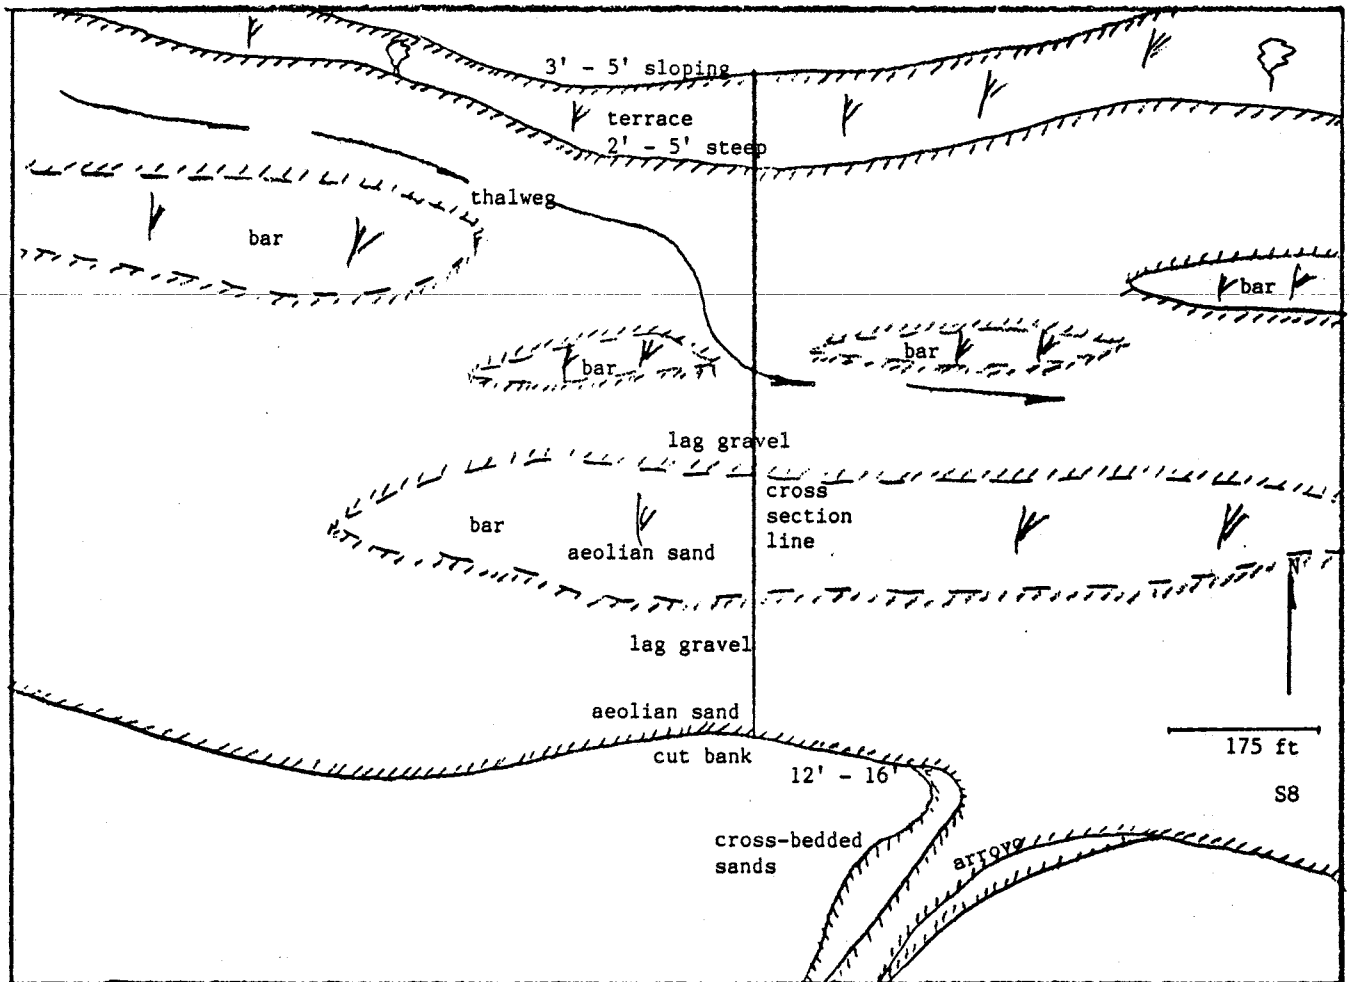 3' - 5' sloping
terrace
2' - 5' steep
thalweg
bar
bar
bar
bar
lag gravel
cross
section
line
bar
aeolian sand
N
lag gravel
aeolian sand
cut bank
175 ft
12' - 16'
S8
cross-bedded
sands
arroyo